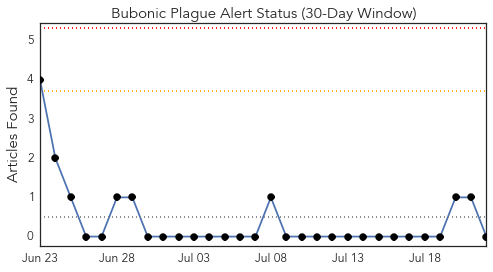 Bubonic Plague Alert Status (30-Day Window)
Articles Found
5
4
3
2
1
0
Jun 23 Jun 28 Jul 03 Jul 08 Jul 13 Jul 18